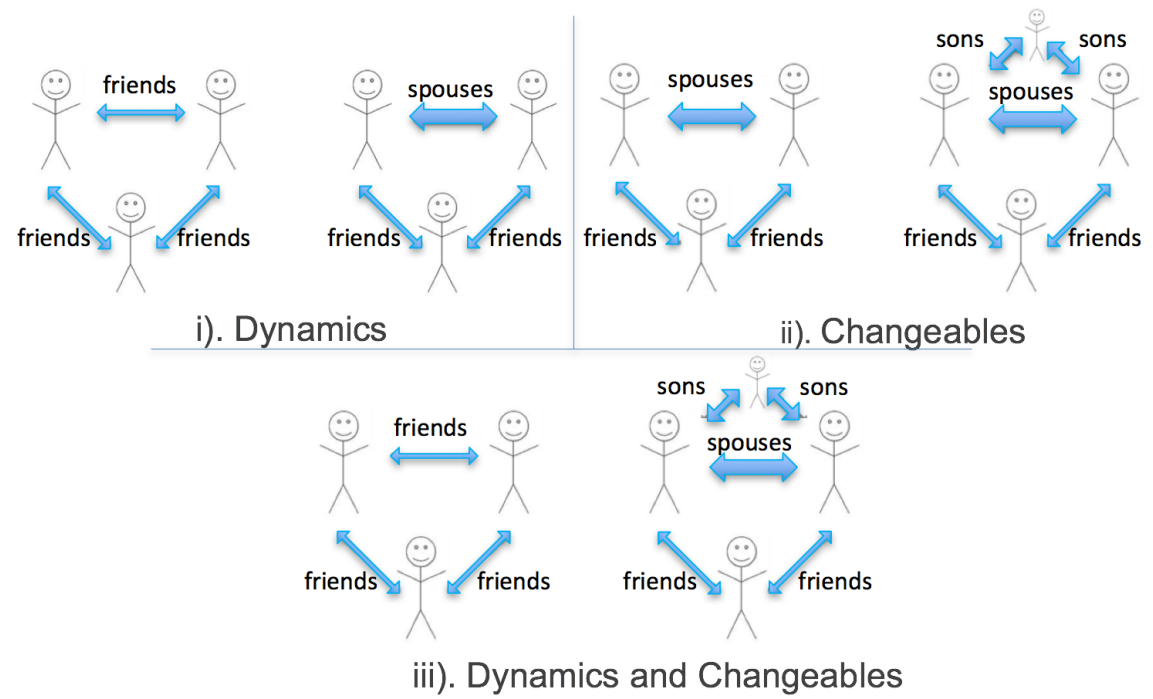 friends
friends
friends
spouses
friends
friends
i). Dynamics
spouses
friends
friends
sons
sons
spouses
friends
friends
ii). Changeables
friends
friends
friends
sons
sons
spouses
friends
friends
iii). Dynamics and Changeables